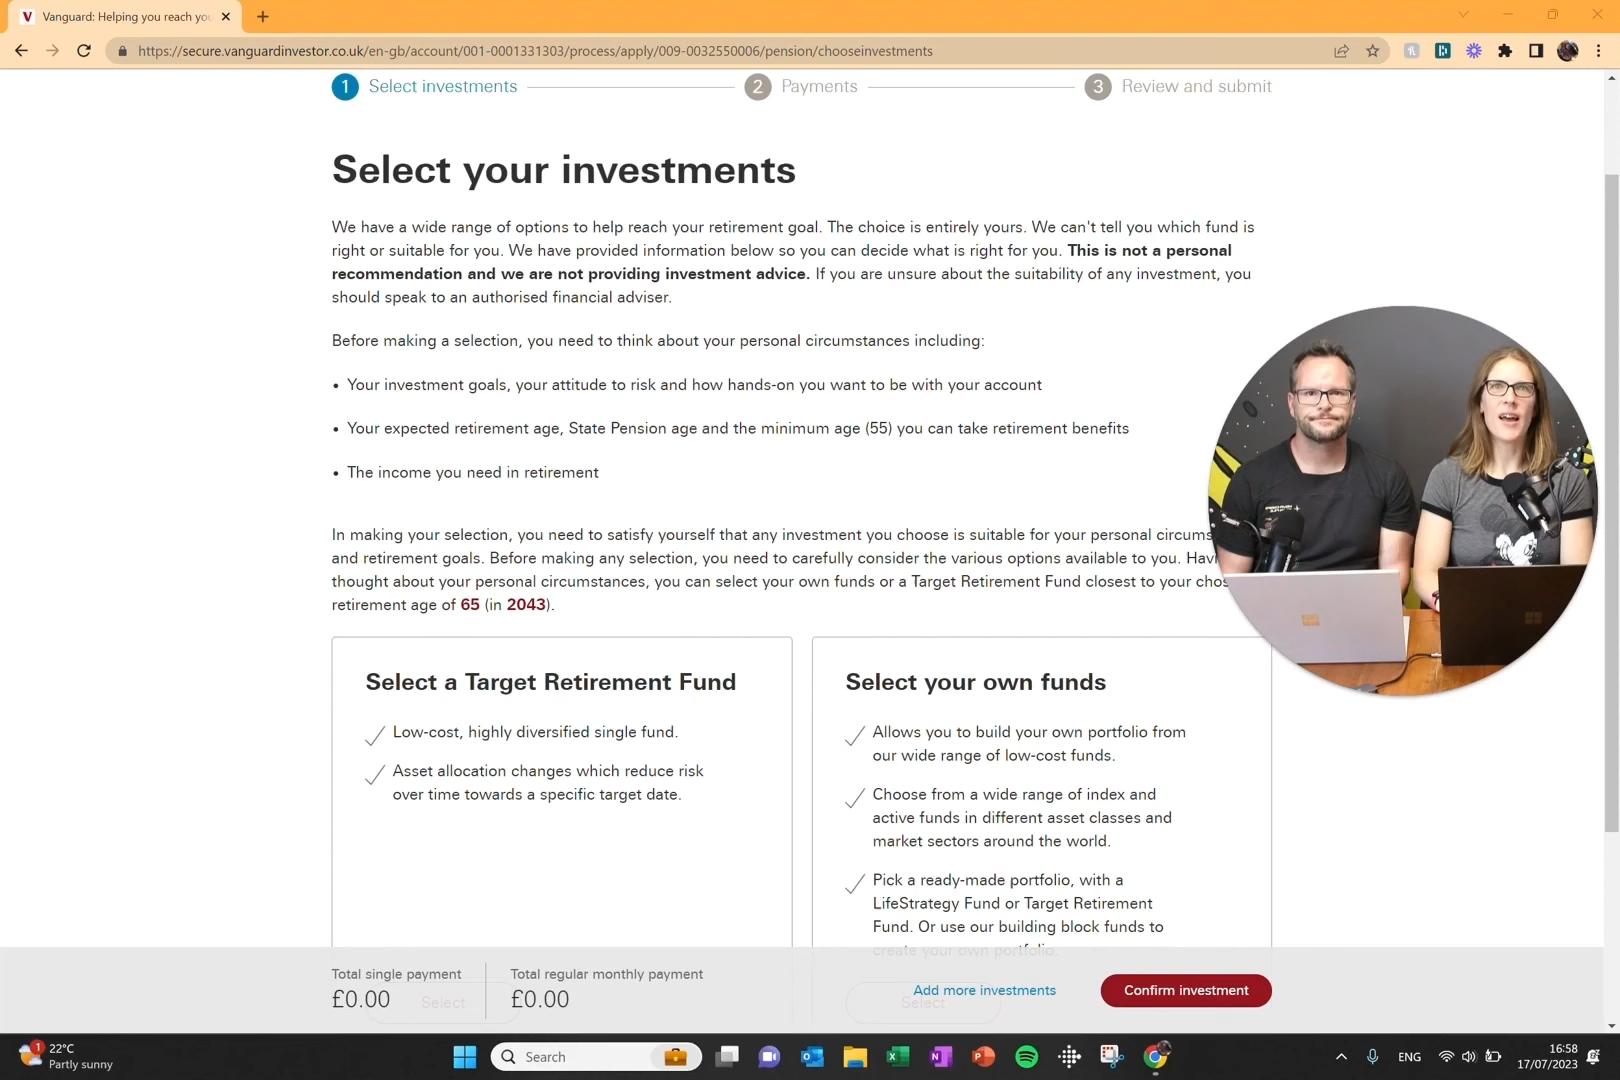 Vanguard: Helping you reach yo
https://secure.vanguardinvestor.co.uk/en-gb/account/001-0001331303/process/apply/009-0032550006/pension/chooseinvestments
1 Select investments 2 Payments 3 Review and submit
Select your investments
We have a wide range of options to help reach your retirement goal. The choice is entirely yours. We can't tell you which fund is
right or suitable for you. We have provided information below so you can decide what is right for you. This is not a personal
recommendation and we are not providing investment advice. If you are unsure about the suitability of any investment, you
should speak to an authorised financial adviser.
Before making a selection, you need to think about your personal circumstances including:
• Your investment goals, your attitude to risk and how hands-on you want to be with your account
• Your expected retirement age, State Pension age and the minimum age (55) you can take retirement benefits
• The income you need in retirement
In making your selection, you need to satisfy yourself that any investment you choose is suitable for your personal circums
and retirement goals. Before making any selection, you need to carefully consider the various options available to you. Havi
thought about your personal circumstances, you can select your own funds or a Target Retirement Fund closest to your chos
retirement age of 65 (in 2043).
Select a Target Retirement Fund
Low-cost, highly diversified single fund.
Asset allocation changes which reduce risk
over time towards a specific target date.
Select your own funds
Allows you to build your own portfolio from
our wide range of low-cost funds.
Choose from a wide range of index and
active funds in different asset classes and
market sectors around the world.
Pick a ready-made portfolio, with a
LifeStrategy Fund or Target Retirement
Fund. Or use our building block funds to
create your own portfolio.
Total single payment
£0.00
Select
Total regular monthly payment
£0.00
Add more investments
Select
Confirm investment
1
22°C
Partly sunny
Search
ENG
16:58
17/07/2023